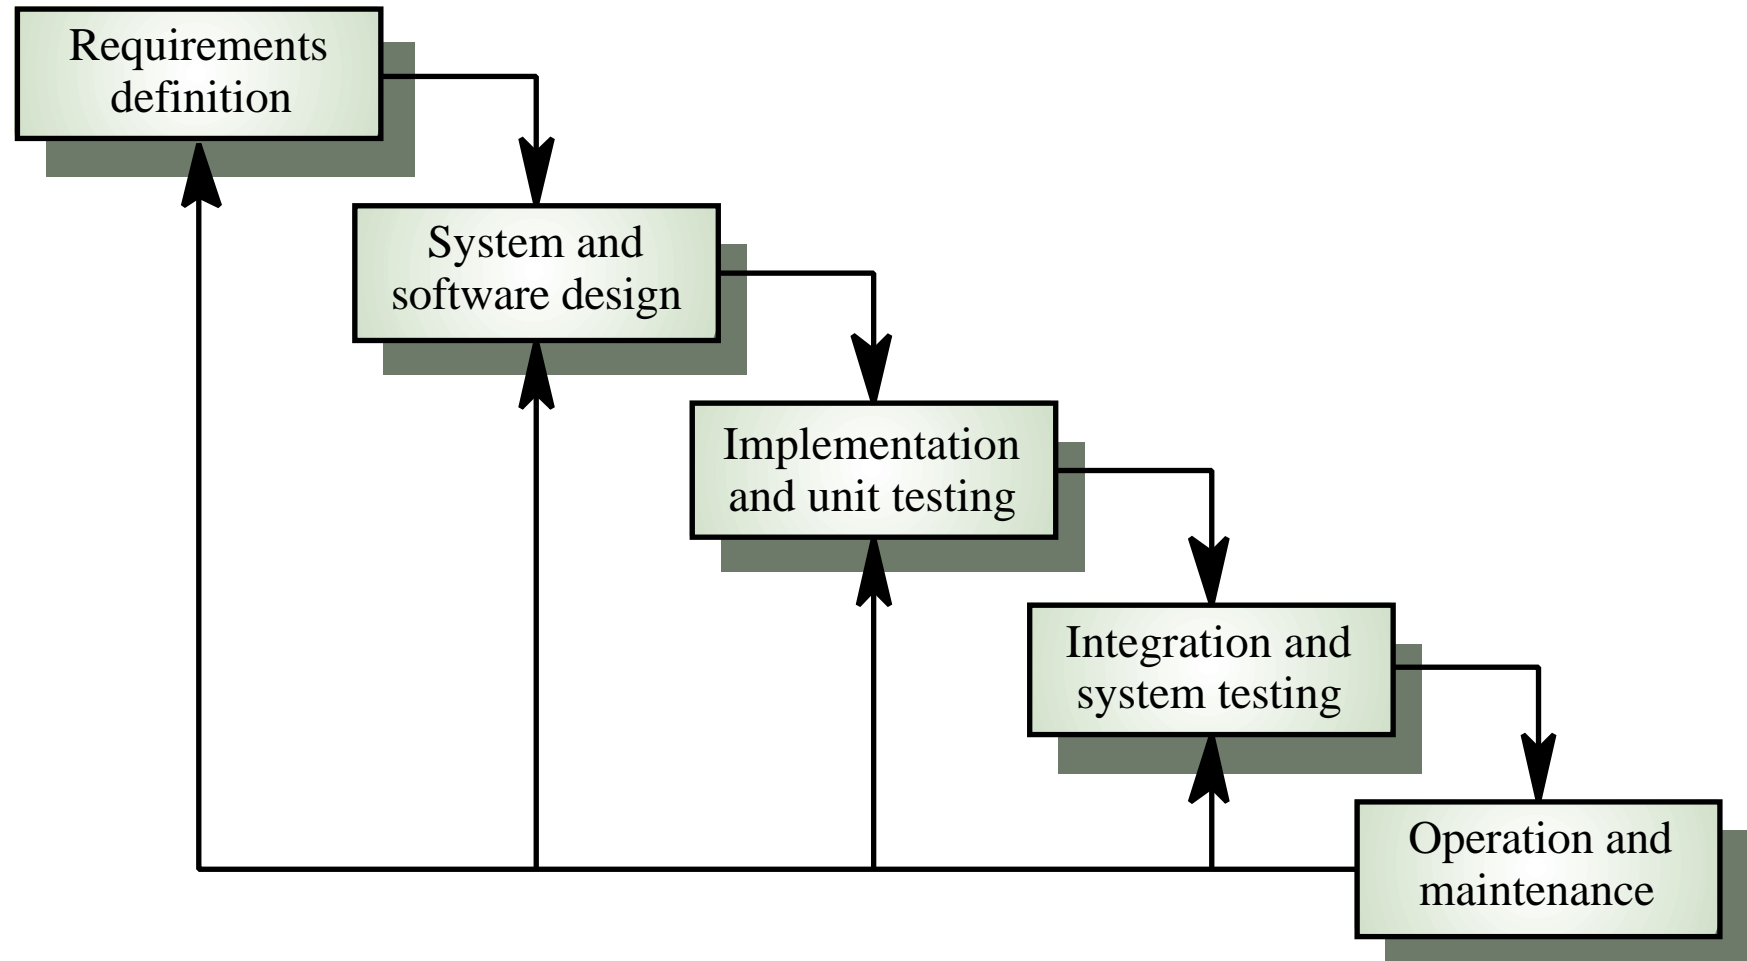 Requirements
definition
System and
software design
Implementation
and unit testing
Integration and
system testing
Operation and
maintenance